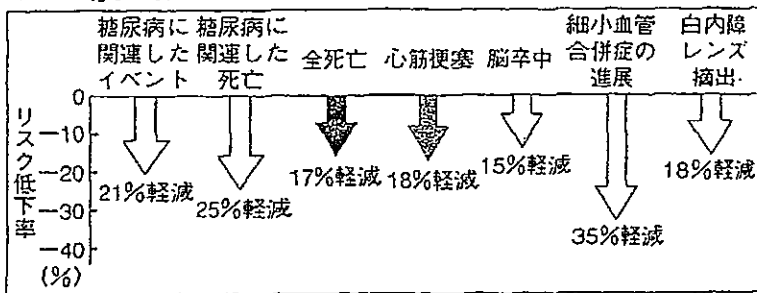 糖尿病に
関連した
イベント
糖尿病に
関連した
死亡
全死亡
心筋梗塞
脳卒中
細小血管
合併症の
進展
白内障
レンズ
摘出
リスク低下率
0
−10
−20
−30
−40
(%)
21%軽減
25%軽減
17%軽減
18%軽減
15%軽減
35%軽減
18%軽減